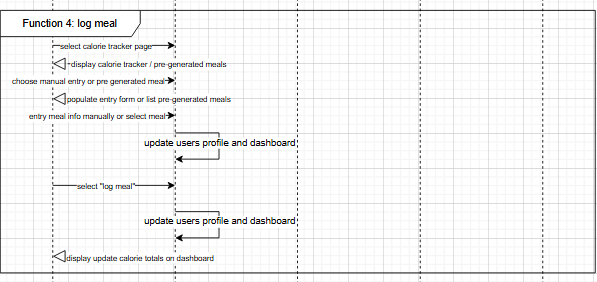 Function 4: log meal
select calorie tracker page
display calorie tracker / pre-generated meals
choose manual entry or pre generated meal
populate entry form or list pre-generated meals
entry meal info manually or select meal
update users profile and dashboard
select "log meal"
update users profile and dashboard
display update calorie totals on dashboard